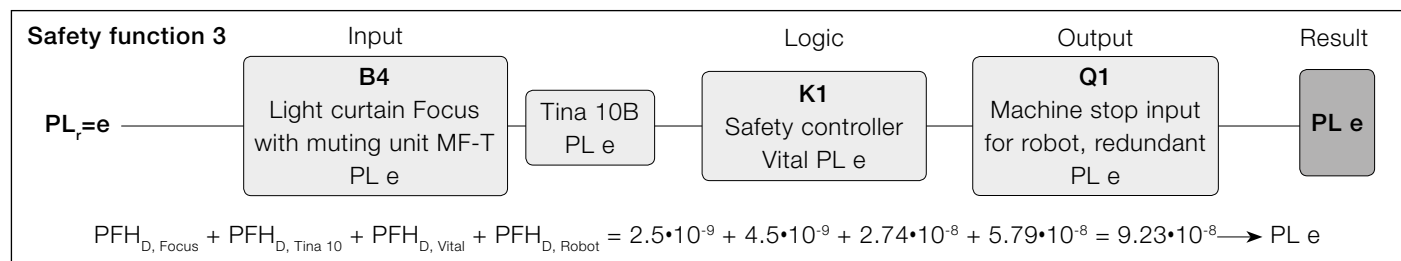 Safety function 3
Input
Logic
Output
Result
PLr=e
B4
Light curtain Focus
with muting unit MF-T
PL e
Tina 10B
PL e
K1
Safety controller
Vital PL e
Q1
Machine stop input
for robot, redundant
PL e
PL e
PFHD, Focus + PFHD, Tina 10 + PFHD, Vital + PFHD, Robot = 2.5•10-9 + 4.5•10-9 + 2.74•10-8 + 5.79•10-8 = 9.23•10-8 → PL e